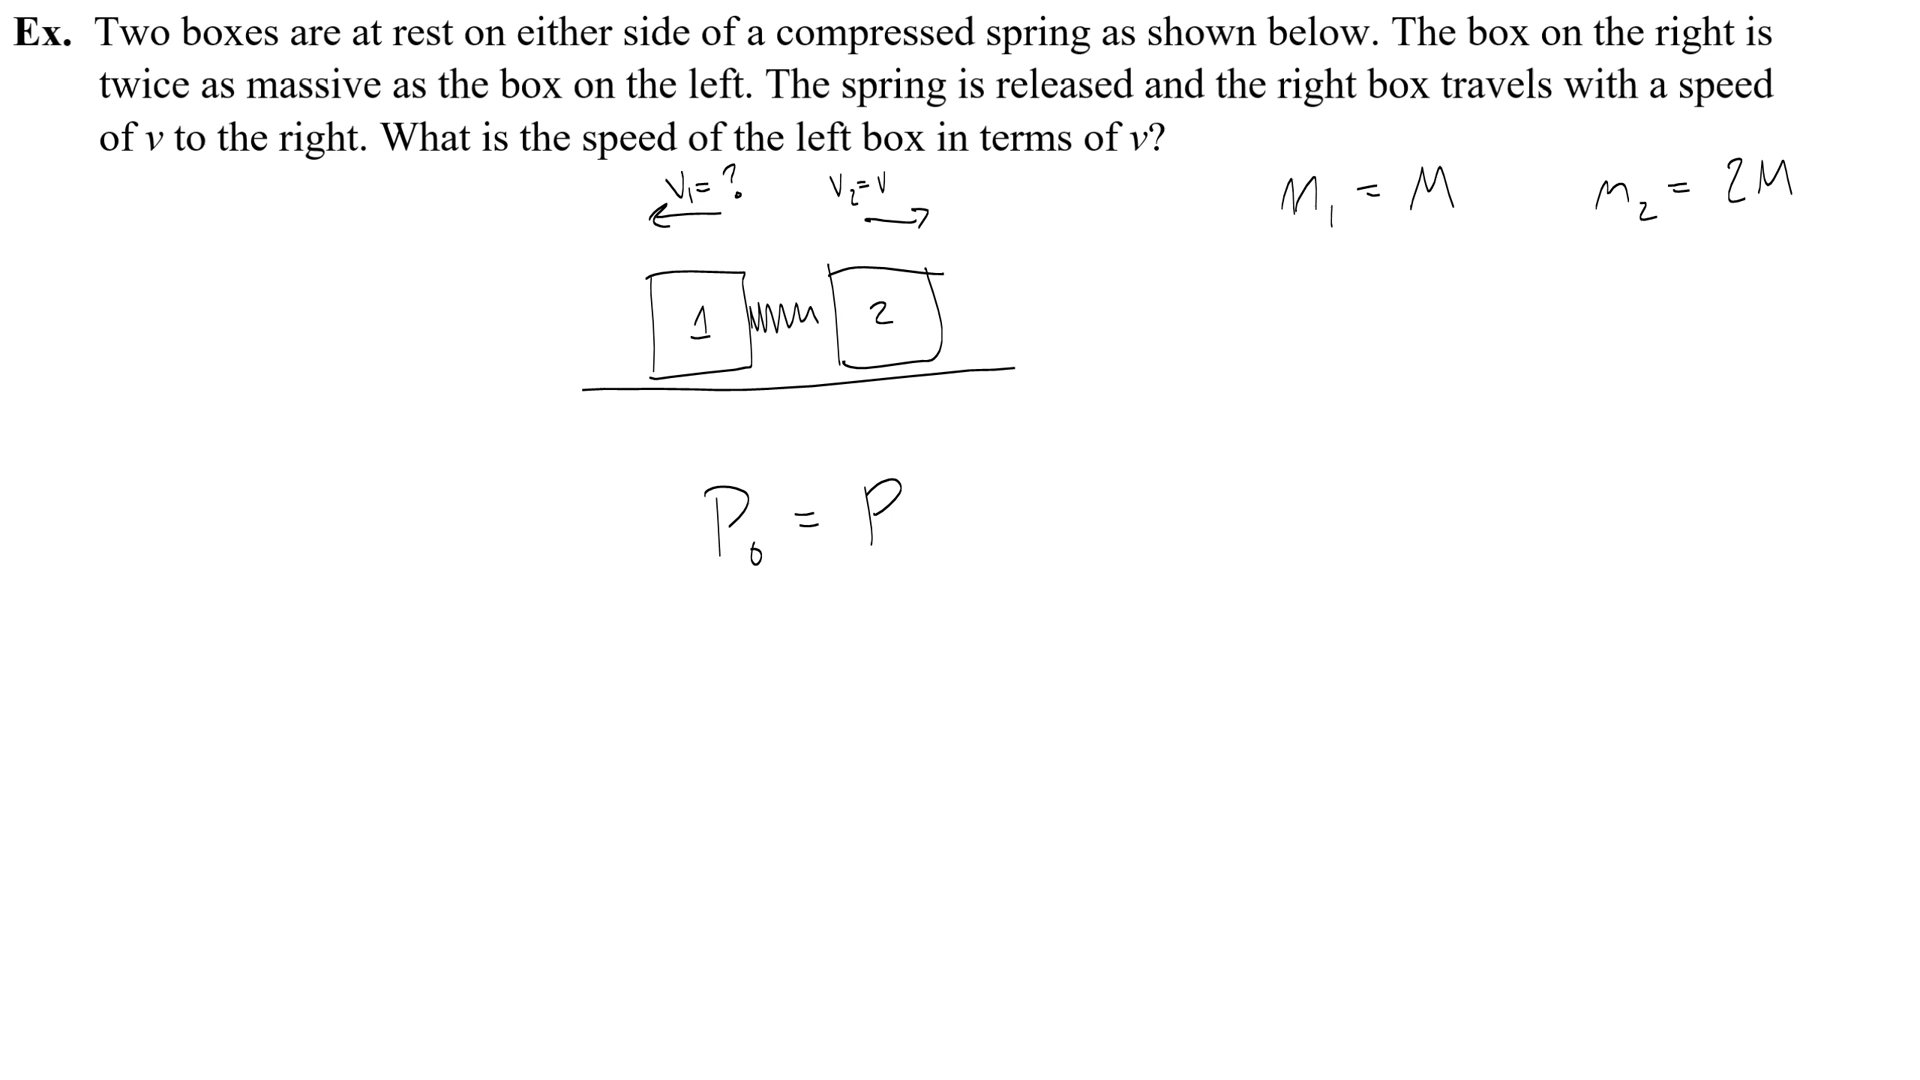 Ex. Two boxes are at rest on either side of a compressed spring as shown below. The box on the right is
twice as massive as the box on the left. The spring is released and the right box travels with a speed
of v to the right. What is the speed of the left box in terms of v?
V₁ = ? V₂ = V
M₁ = M m₂ = 2M
1 2
P₀ = P